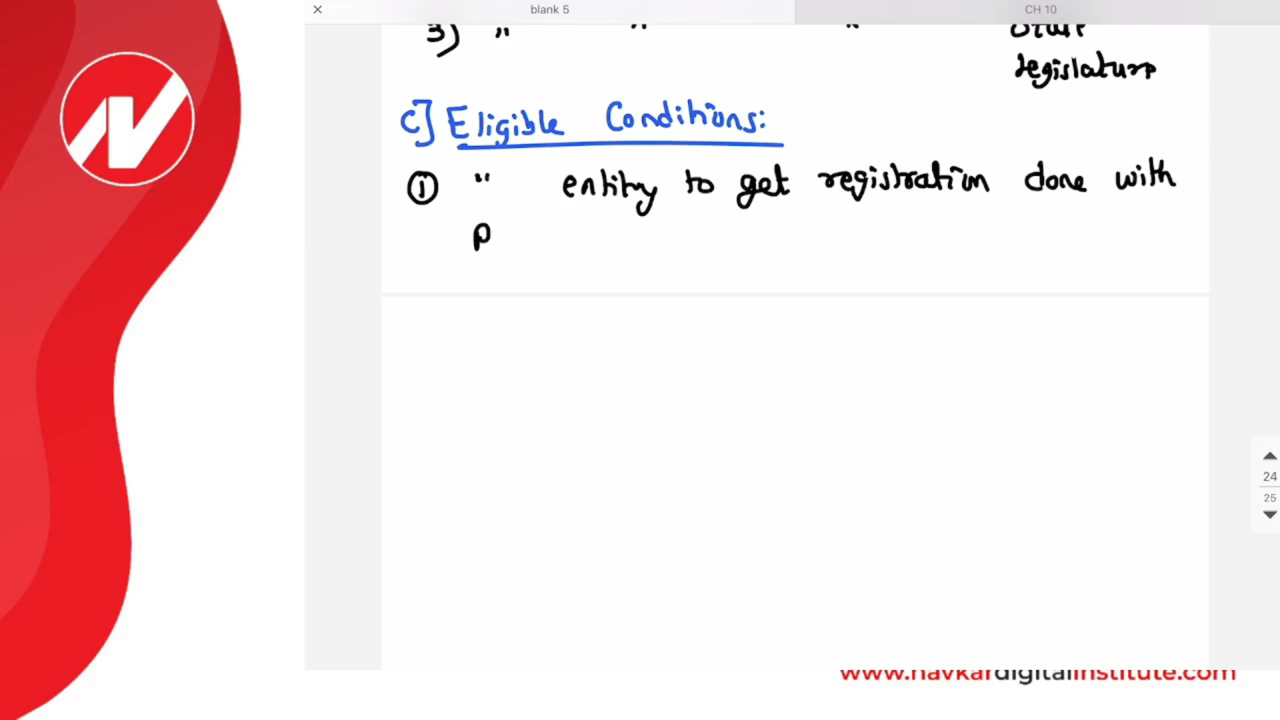 blank 5
CH 10
3) " " " State
legislature
C] Eligible Conditions:
① " entity to get registration done with
P
24
25
www.navkardigitalinstitute.com